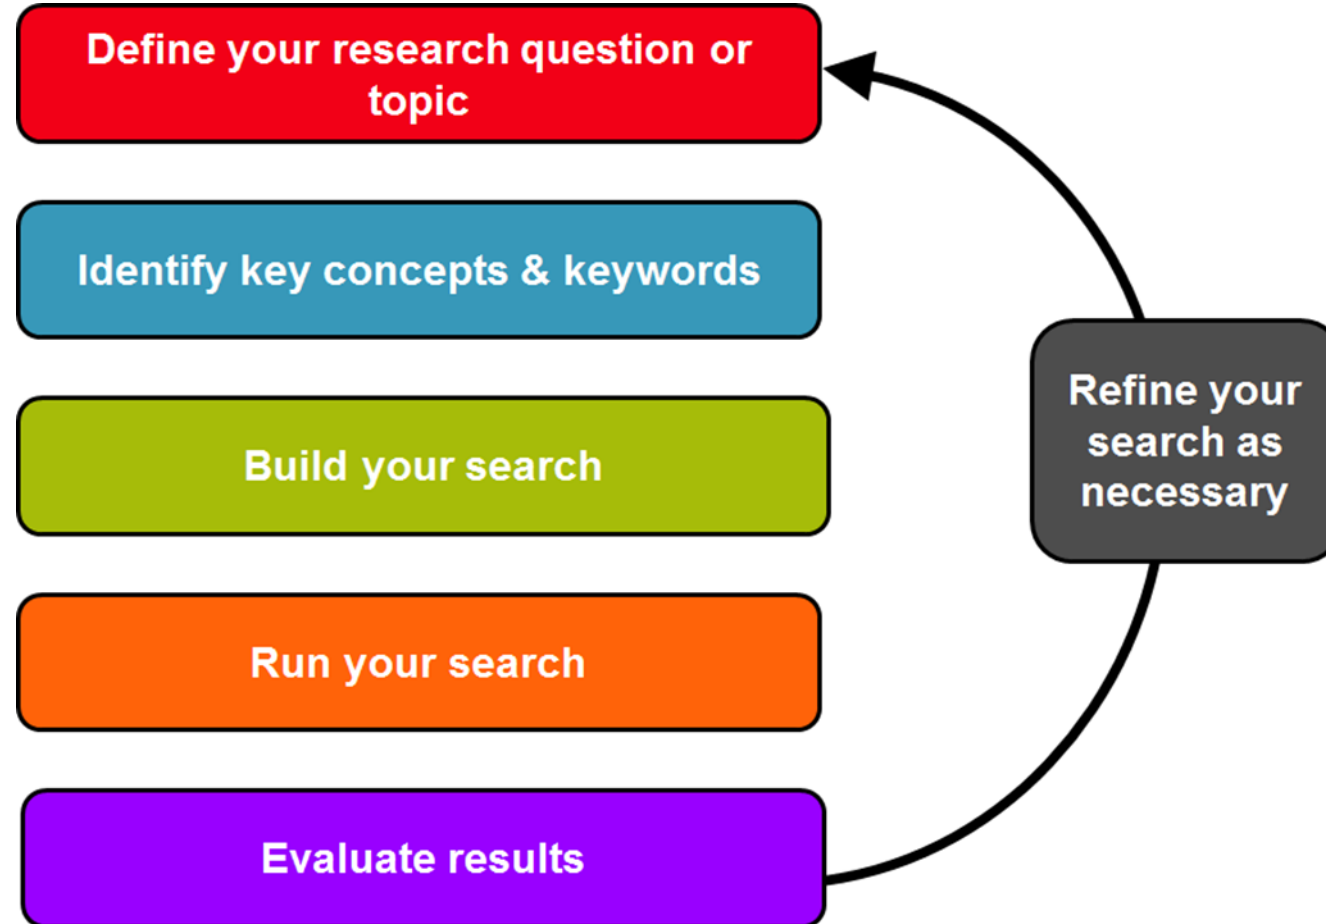 Define your research question or
topic
Identify key concepts & keywords
Build your search
Run your search
Evaluate results
Refine your
search as
necessary